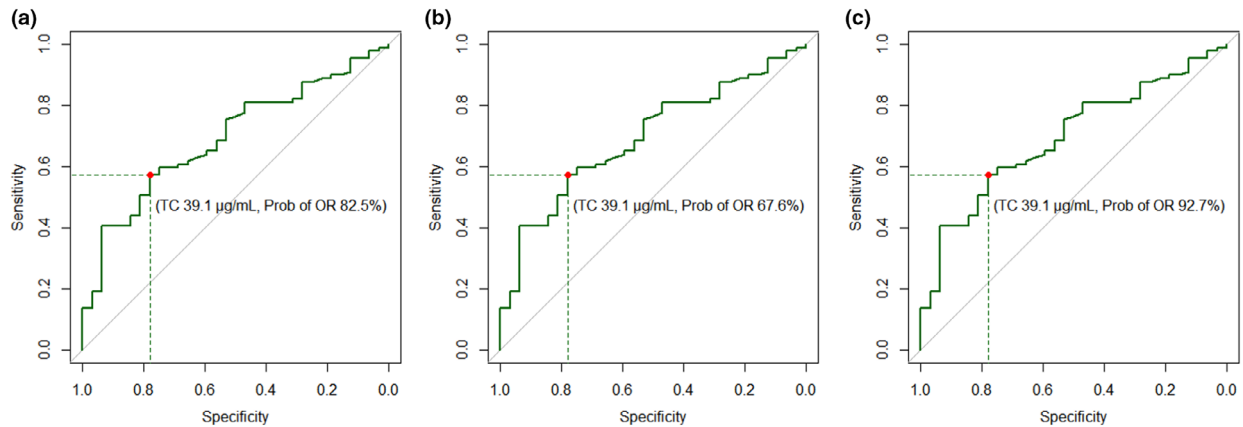 (a)
1.0
0.8
0.6
0.4
0.2
0.0
Sensitivity
(TC 39.1 µg/mL, Prob of OR 82.5%)
1.0 0.8 0.6 0.4 0.2 0.0
Specificity
(b)
1.0
0.8
0.6
0.4
0.2
0.0
Sensitivity
(TC 39.1 µg/mL, Prob of OR 67.6%)
1.0 0.8 0.6 0.4 0.2 0.0
Specificity
(c)
1.0
0.8
0.6
0.4
0.2
0.0
Sensitivity
(TC 39.1 µg/mL, Prob of OR 92.7%)
1.0 0.8 0.6 0.4 0.2 0.0
Specificity